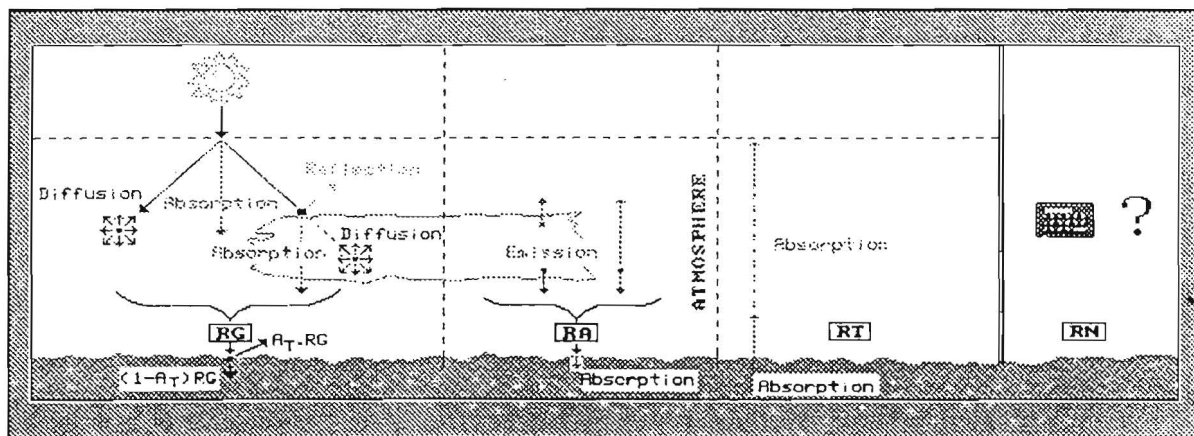 Reflection
Diffusion
Absorption
Diffusion
Absorption
Emission
ATMOSPHERE
Absorption
?
RG
RA
RT
RN
A_T.RG
(1-A_T)RG
Absorption
Absorption